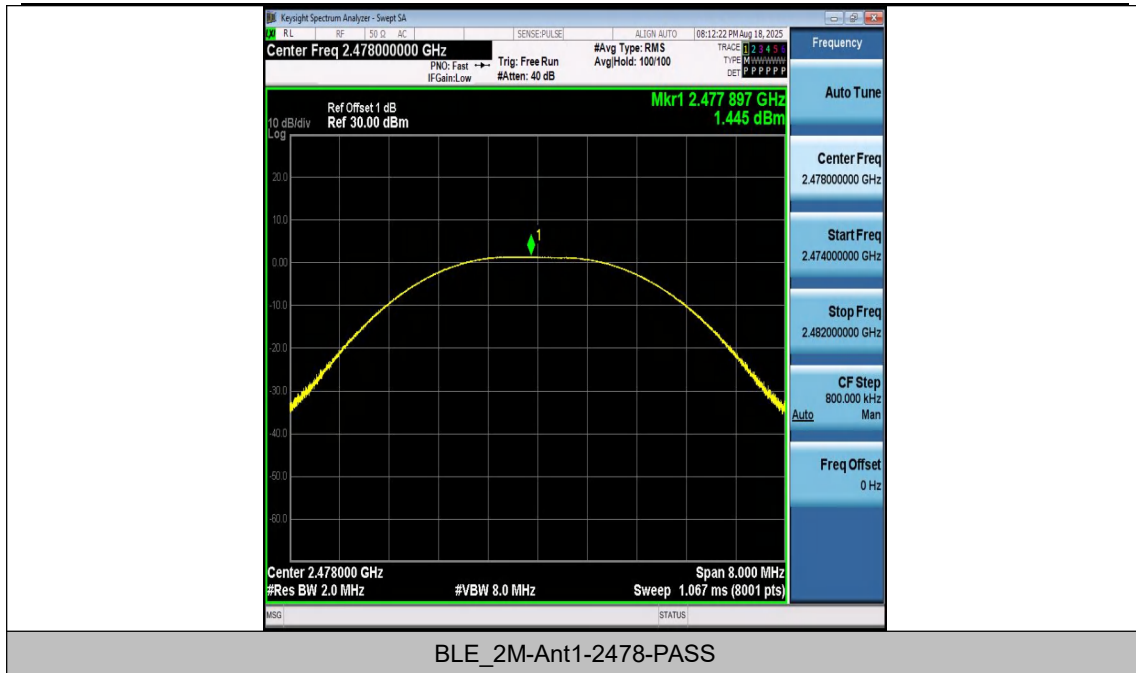 Keysight Spectrum Analyzer - Swept SA
RL RF 50 Ω AC SENSE:PULSE ALIGN AUTO 08:12:22 PM Aug 18, 2025
Center Freq 2.478000000 GHz
PNO: Fast
IFGain:Low
Trig: Free Run
#Atten: 40 dB
#Avg Type: RMS
Avg|Hold: 100/100
TRACE 1 2 3 4 5 6
TYPE M WWWWW
DET P P P P P P
Mkr1 2.477 897 GHz
1.445 dBm
Ref Offset 1 dB
10 dB/div Ref 30.00 dBm
Log
20.0
10.0
0.00
-10.0
-20.0
-30.0
-40.0
-50.0
-60.0
1
Center 2.478000 GHz Span 8.000 MHz
#Res BW 2.0 MHz #VBW 8.0 MHz Sweep 1.067 ms (8001 pts)
MSG STATUS
Frequency
Auto Tune
Center Freq
2.478000000 GHz
Start Freq
2.474000000 GHz
Stop Freq
2.482000000 GHz
CF Step
800.000 kHz
Auto Man
Freq Offset
0 Hz
BLE_2M-Ant1-2478-PASS